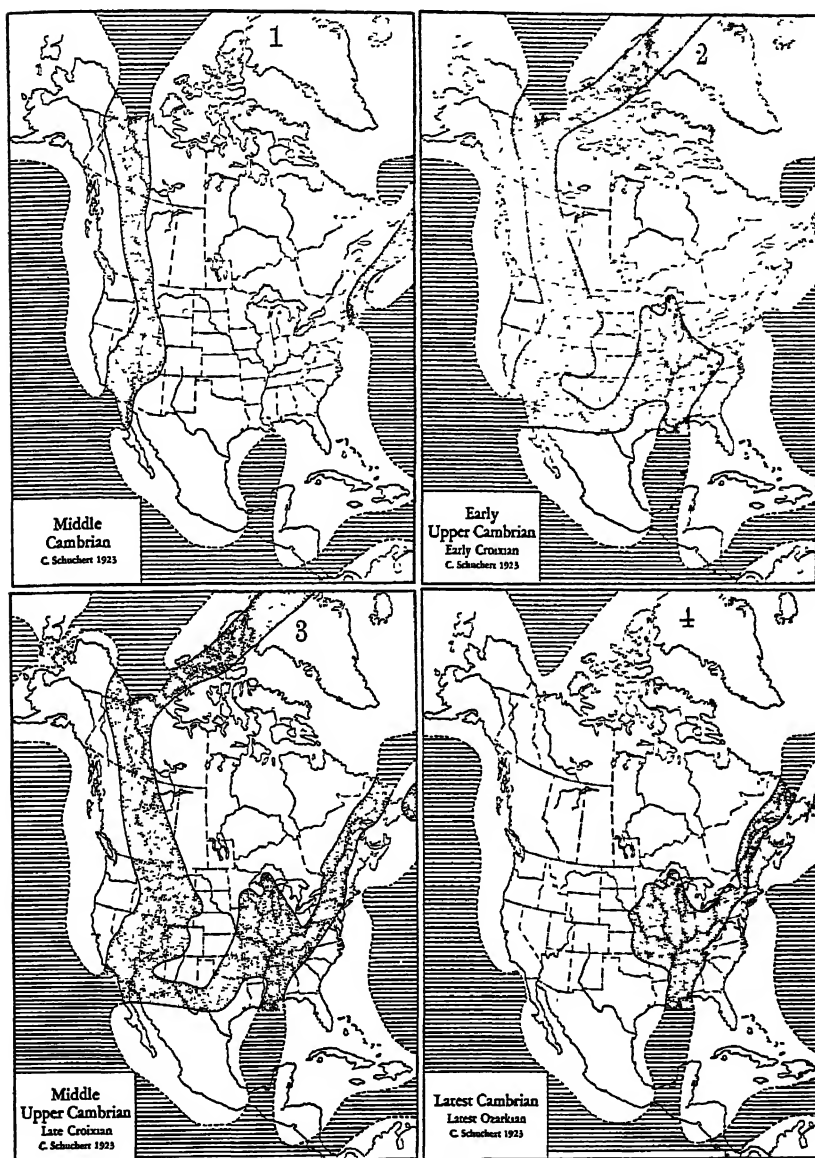 1
Middle
Cambrian
C. Schuchert 1923
2
Early
Upper Cambrian
Early Croixian
C. Schuchert 1923
3
Middle
Upper Cambrian
Late Croixian
C. Schuchert 1923
4
Latest Cambrian
Latest Ozarkian
C. Schuchert 1923